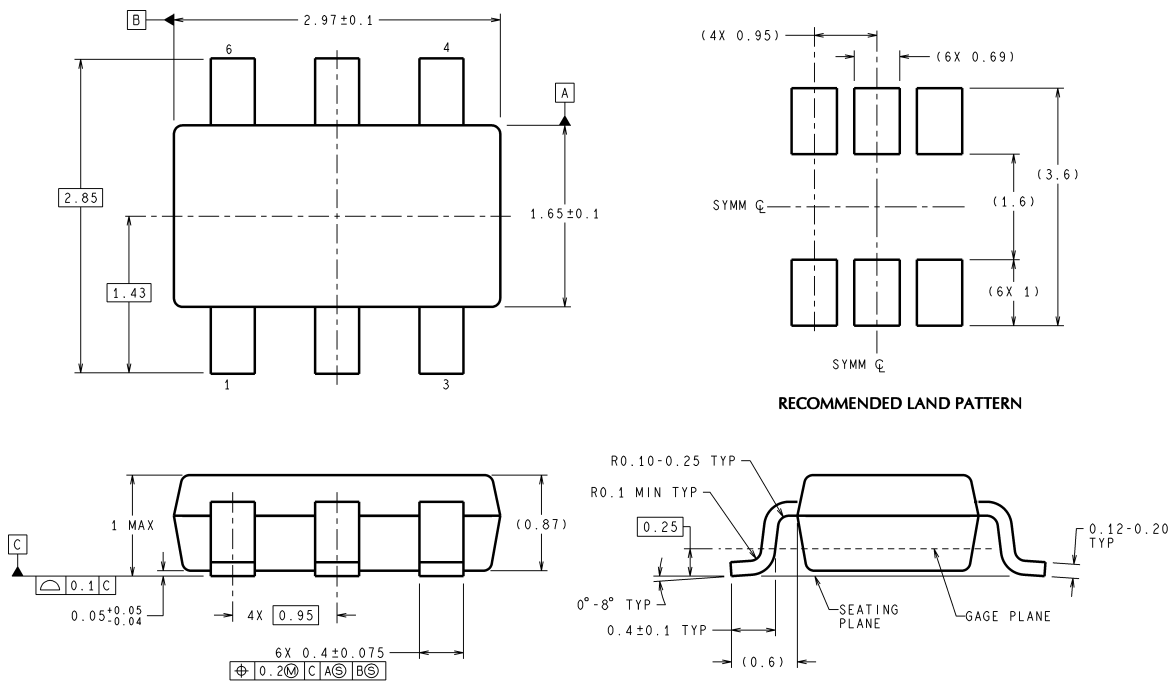 B
2.97±0.1
6
4
A
2.85
1.65±0.1
1.43
1
3
(4X 0.95)
(6X 0.69)
(3.6)
(1.6)
SYMM ℄
(6X 1)
SYMM ℄
RECOMMENDED LAND PATTERN
1 MAX
(0.87)
C
⌓ 0.1 C
0.05+0.05
-0.04
4X 0.95
6X 0.4±0.075
⌖ 0.2Ⓜ C AⓈ BⓈ
R0.10-0.25 TYP
R0.1 MIN TYP
0.25
0.12-0.20
TYP
0°-8° TYP
SEATING
PLANE
GAGE PLANE
0.4±0.1 TYP
(0.6)